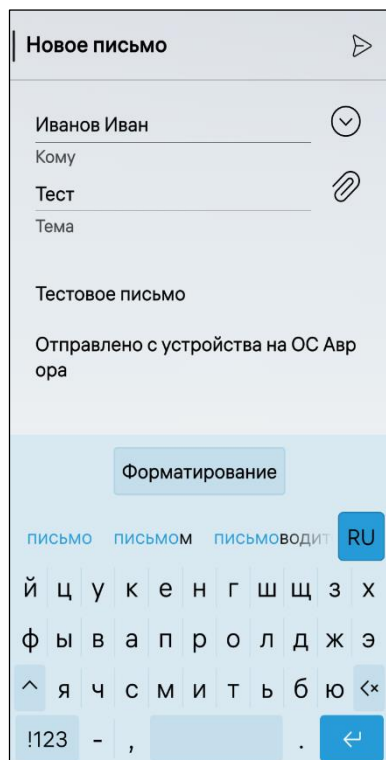 Новое письмо
Иванов Иван
Кому
Тест
Тема
Тестовое письмо
Отправлено с устройства на ОС Авр
ора
Форматирование
письмо письмом письмоводит RU
й ц у к е н г ш щ з х
ф ы в а п р о л д ж э
я ч с м и т ь б ю
!123 - , .